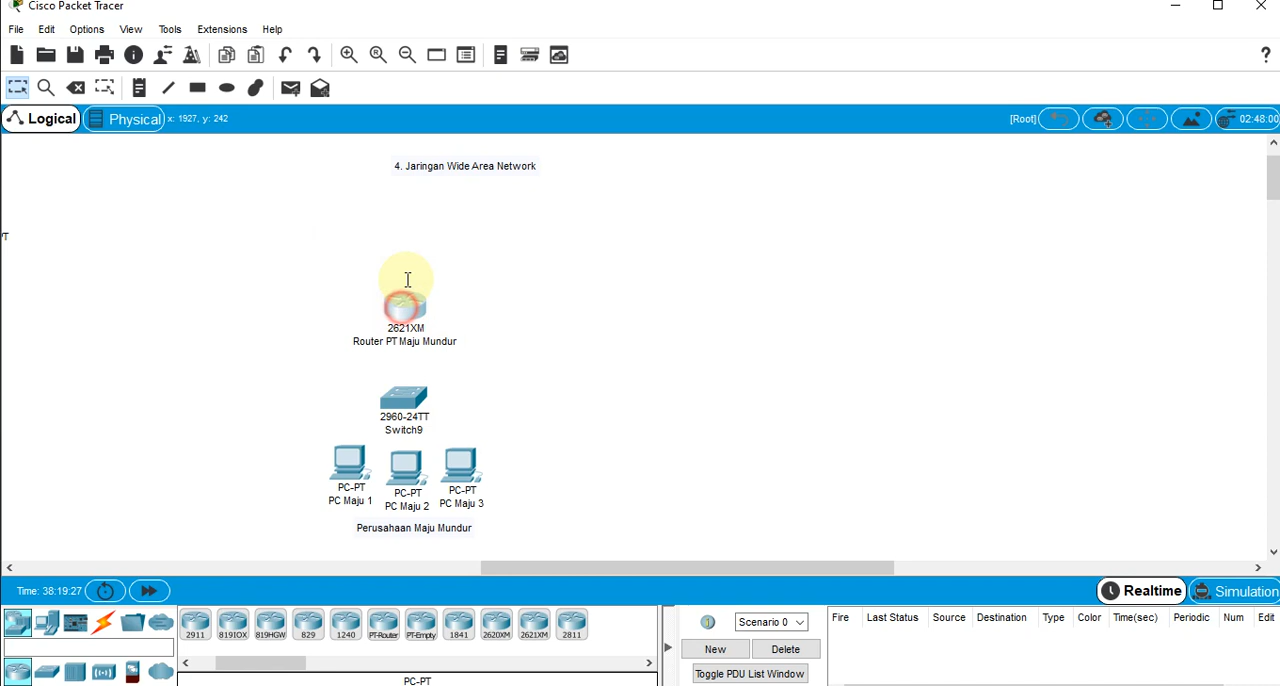 Cisco Packet Tracer
File Edit Options View Tools Extensions Help
?
Logical Physical x: 1927, y: 242 [Root] 02:48:00
4. Jaringan Wide Area Network
2621XM
Router PT Maju Mundur
2960-24TT
Switch9
PC-PT PC-PT PC-PT
PC Maju 1 PC Maju 2 PC Maju 3
Perusahaan Maju Mundur
Time: 38:19:27 Realtime Simulation
2911 819IOX 819HGW 829 1240 PT-Router PT-Empty 1841 2620XM 2621XM 2811
Scenario 0
New Delete
Toggle PDU List Window
Fire Last Status Source Destination Type Color Time(sec) Periodic Num Edit
PC-PT